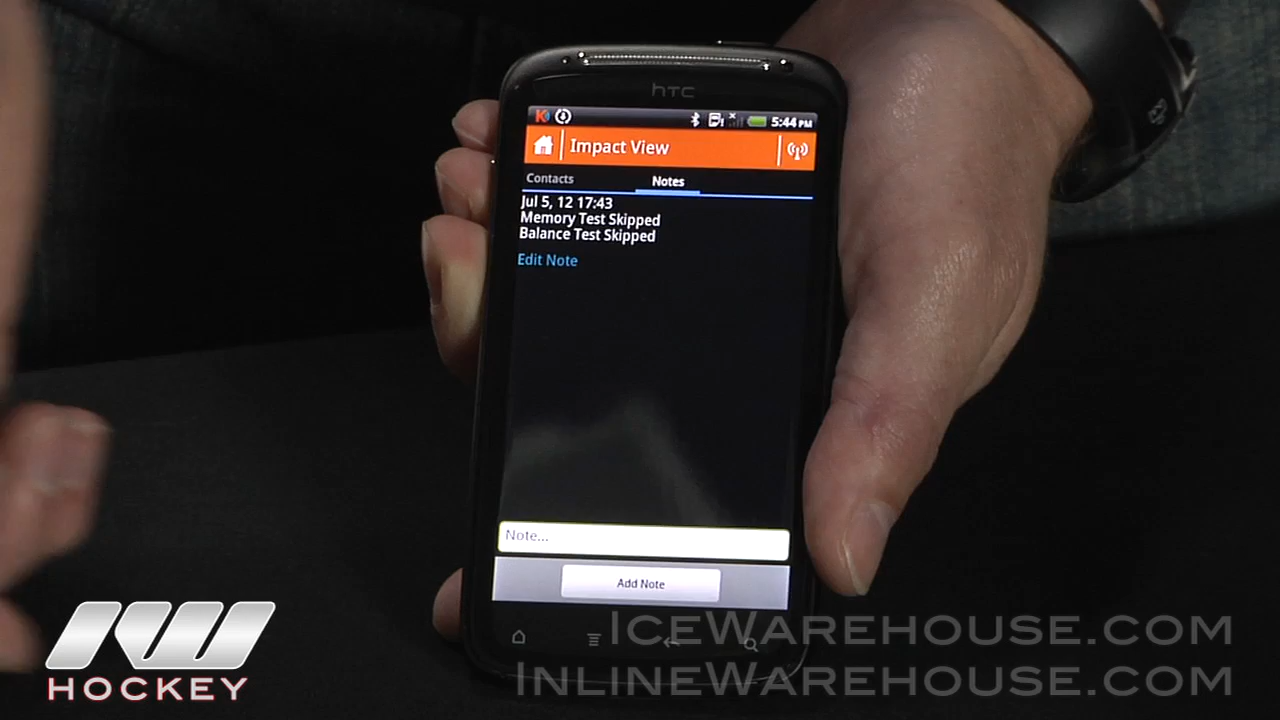 hTC
5:44 PM
Impact View
Contacts
Notes
Jul 5, 12 17:43
Memory Test Skipped
Balance Test Skipped
Edit Note
Note...
Add Note
IW
HOCKEY
IceWarehouse.com
InlineWarehouse.com